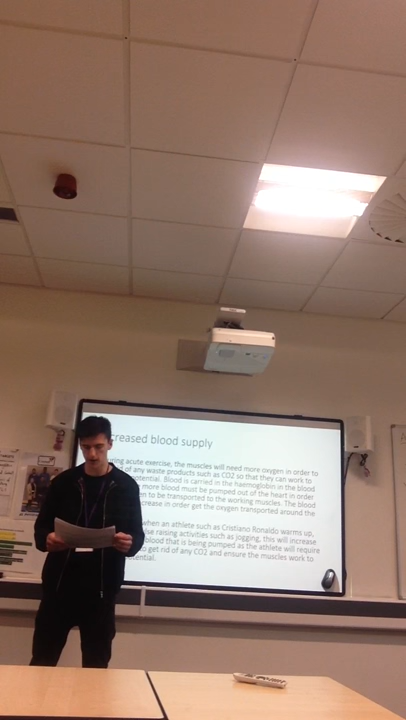 creased blood supply
ring acute exercise, the muscles will need more oxygen in order to
of any waste products such as CO2 so that they can work to
otential. Blood is carried in the haemoglobin in the blood
more blood must be pumped out of the heart in order
en to be transported to the working muscles. The blood
crease in order get the oxygen transported around the
when an athlete such as Cristiano Ronaldo warms up,
lse raising activities such as jogging, this will increase
blood that is being pumped as the athlete will require
to get rid of any CO2 and ensure the muscles work to
otential.